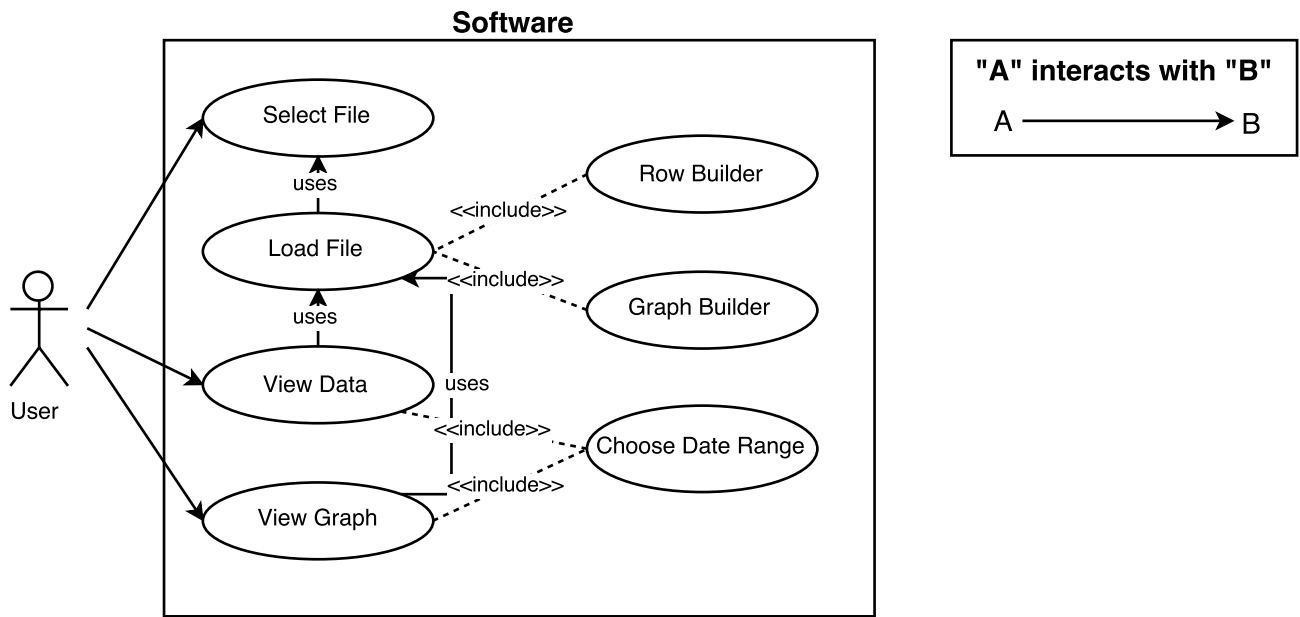 Software
"A" interacts with "B"
A
B
Select File
uses
Row Builder
<<include>>
Load File
<<include>>
Graph Builder
uses
View Data
uses
<<include>>
Choose Date Range
<<include>>
View Graph
User